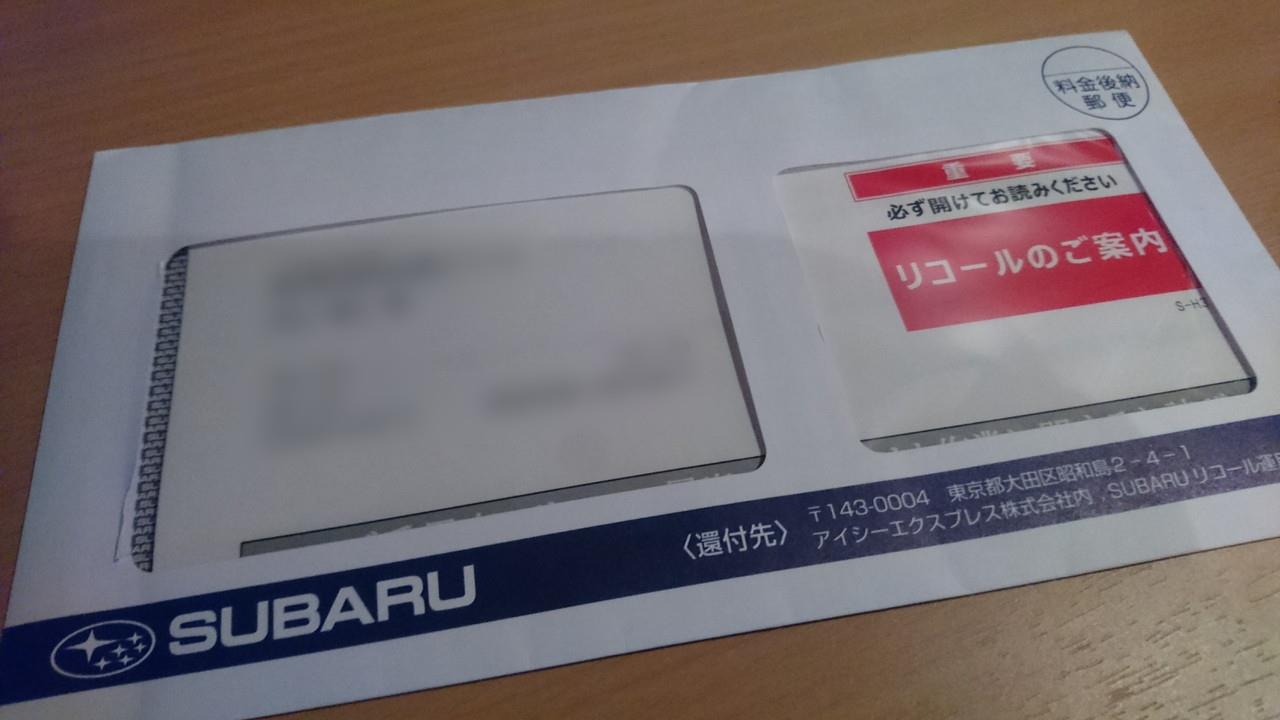 料金後納
郵便
重要
必ず開けてお読みください
リコールのご案内
S-H
〈還付先〉
〒143-0004 東京都大田区昭和島2-4-1
アイシーエクスプレス株式会社内 SUBARUリコール運
SUBARU